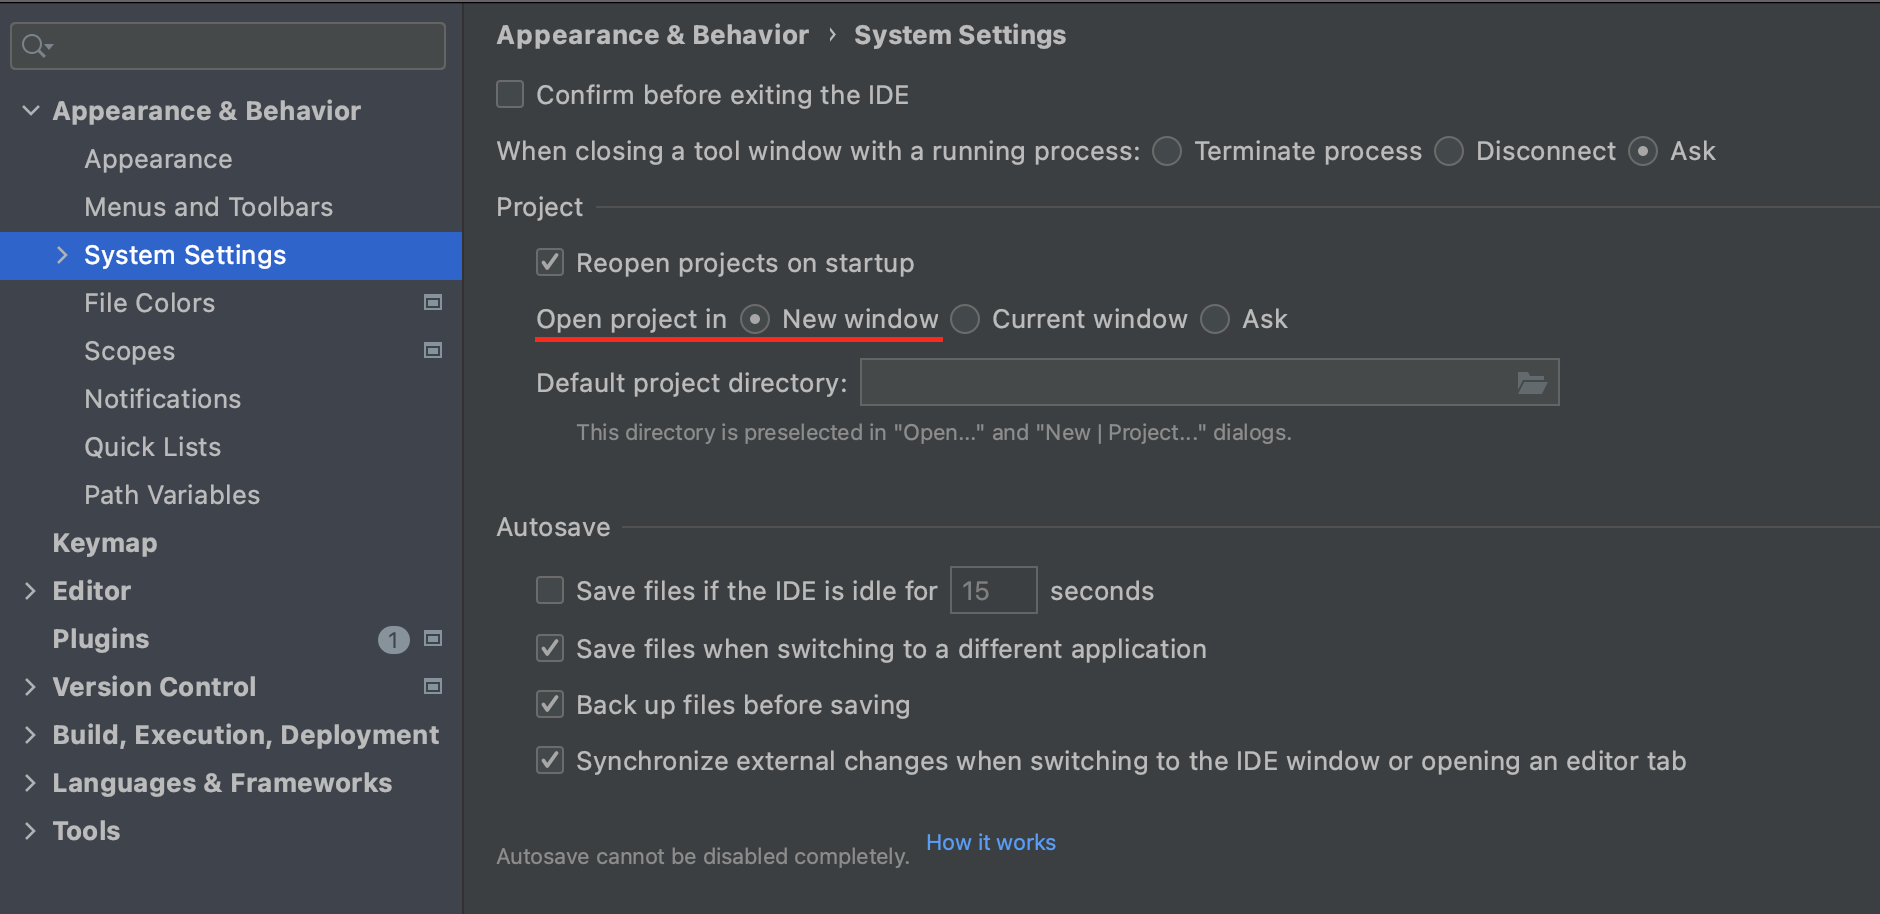 Appearance & Behavior
Appearance
Menus and Toolbars
System Settings
File Colors
Scopes
Notifications
Quick Lists
Path Variables
Keymap
Editor
Plugins 1
Version Control
Build, Execution, Deployment
Languages & Frameworks
Tools
Appearance & Behavior › System Settings
Confirm before exiting the IDE
When closing a tool window with a running process: Terminate process Disconnect Ask
Project
Reopen projects on startup
Open project in New window Current window Ask
Default project directory:
This directory is preselected in "Open..." and "New | Project..." dialogs.
Autosave
Save files if the IDE is idle for 15 seconds
Save files when switching to a different application
Back up files before saving
Synchronize external changes when switching to the IDE window or opening an editor tab
Autosave cannot be disabled completely. How it works